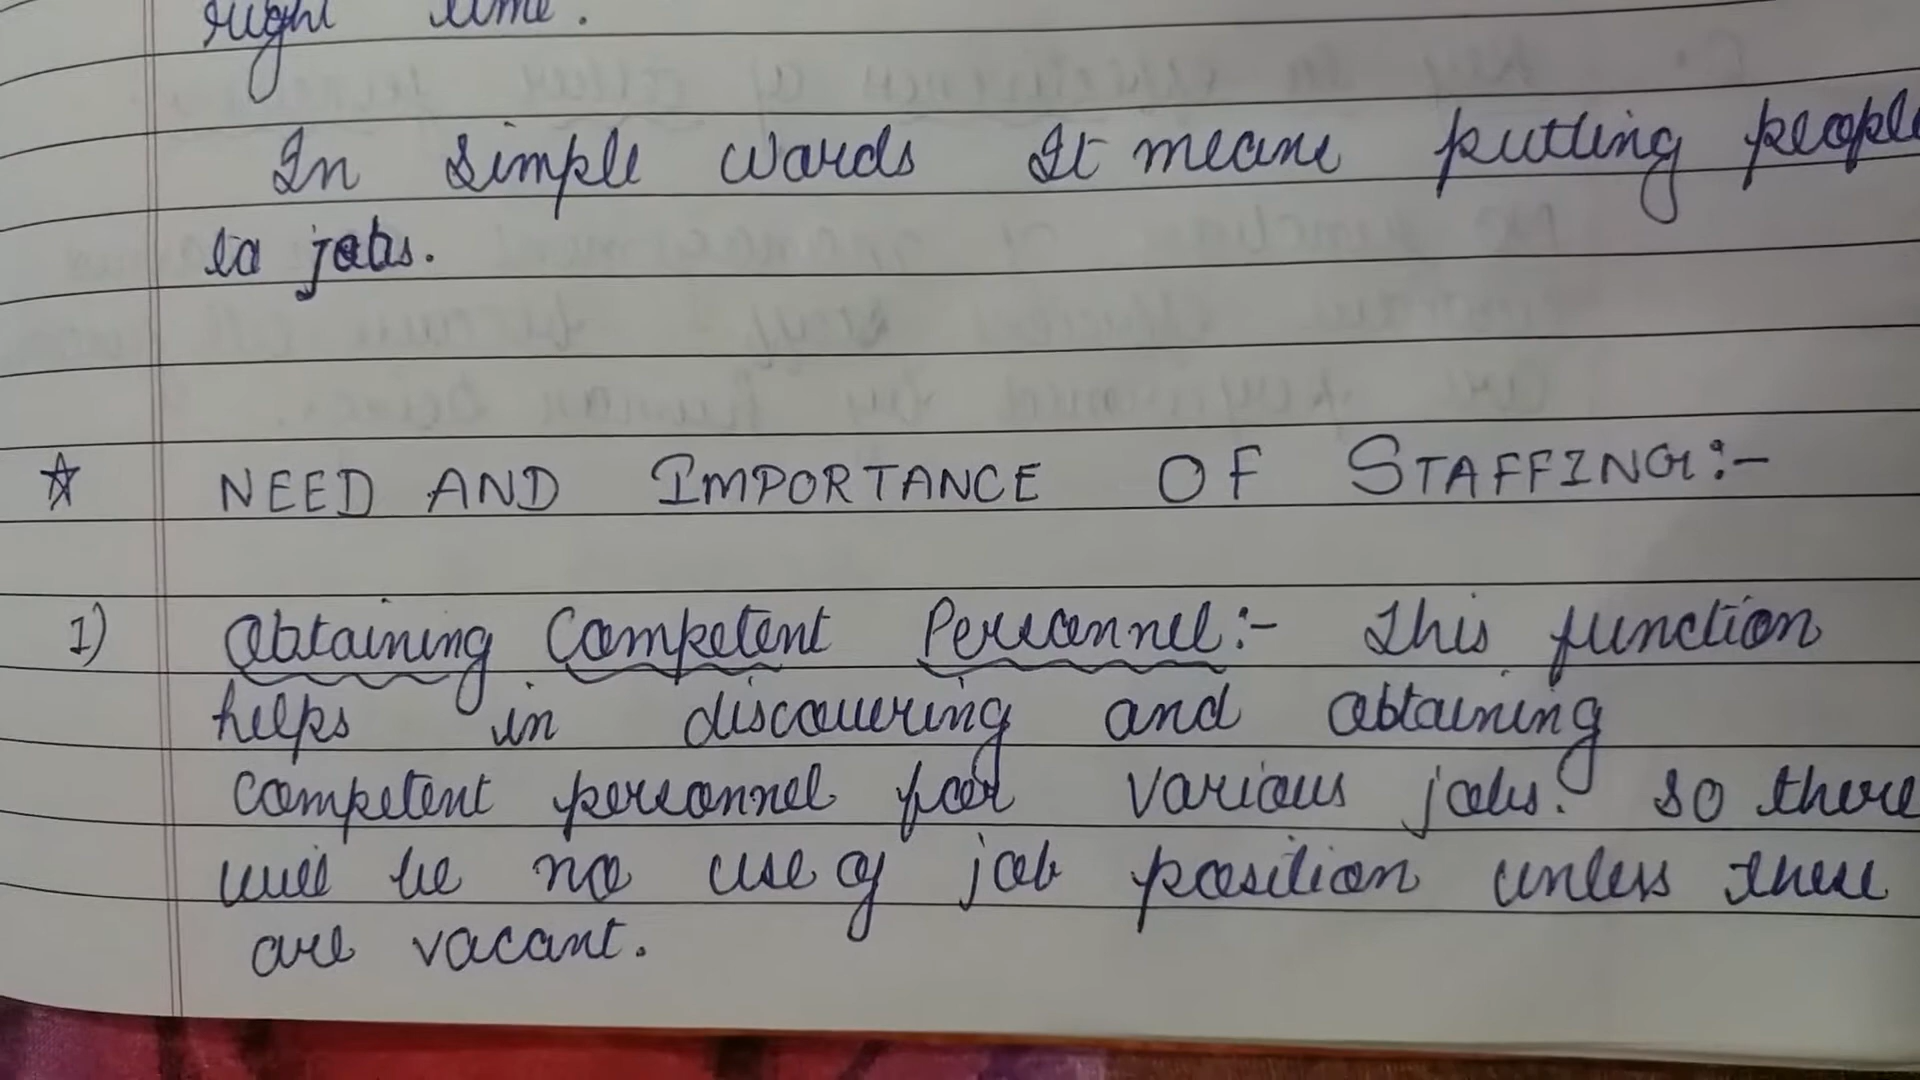 right time.
In simple words It means putting people
to jobs.
☆ NEED AND IMPORTANCE OF STAFFING:-
1) Obtaining Competent Personnel:- This function
helps in discovering and obtaining
competent personnel for various jobs. So there
will be no use of job position unless there
are vacant.